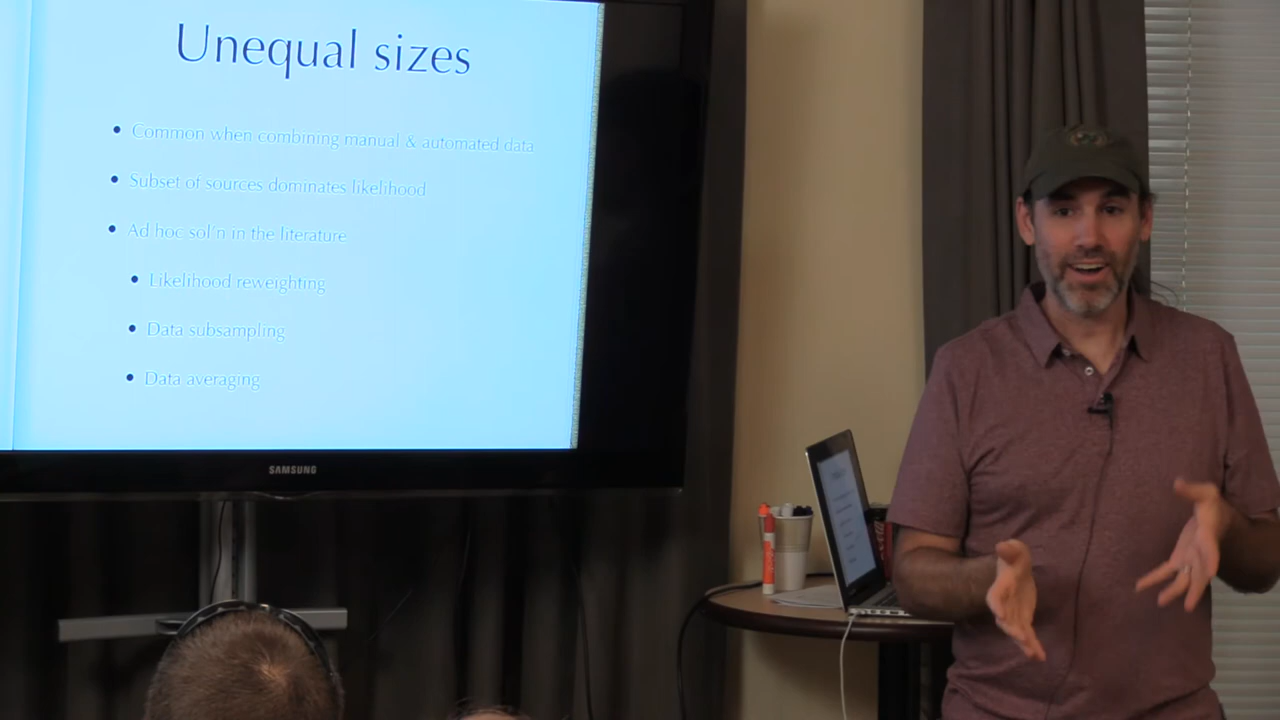 Unequal sizes
• Common when combining manual & automated data
• Subset of sources dominates likelihood
• Ad hoc sol'n in the literature
• Likelihood reweighting
• Data subsampling
• Data averaging
SAMSUNG